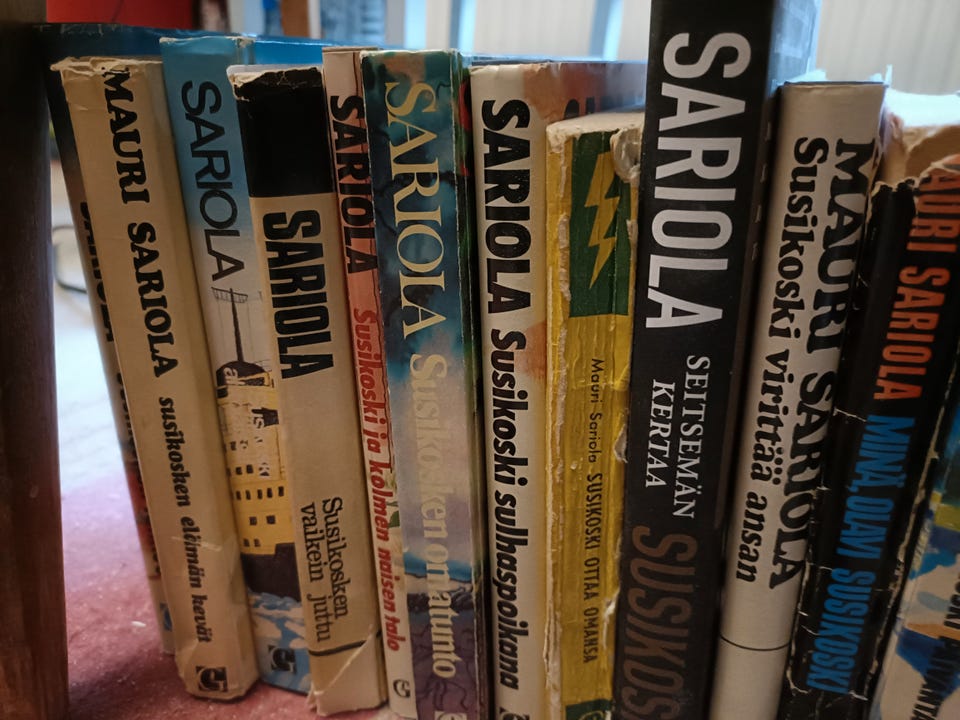 SARIOLA
MAURI SARIOLA susikosken elämän kevät
SARIOLA
SARIOLA
Susikosken
vaikein juttu
SARIOLA Susikoski ja kolmen naisen talo
SARIOLA Susikosken omatunto
SARIOLA Susikoski sulhaspoikana
Mauri Sariola SUSIKOSKI OTTAA OMANSA
SARIOLA
SEITSEMÄN
KERTAA
SUSIKOS
MAURI SARIOLA
Susikoski virittää ansan
MAURI SARIOLA MINÄ, OLAVI SUSIKOSKI